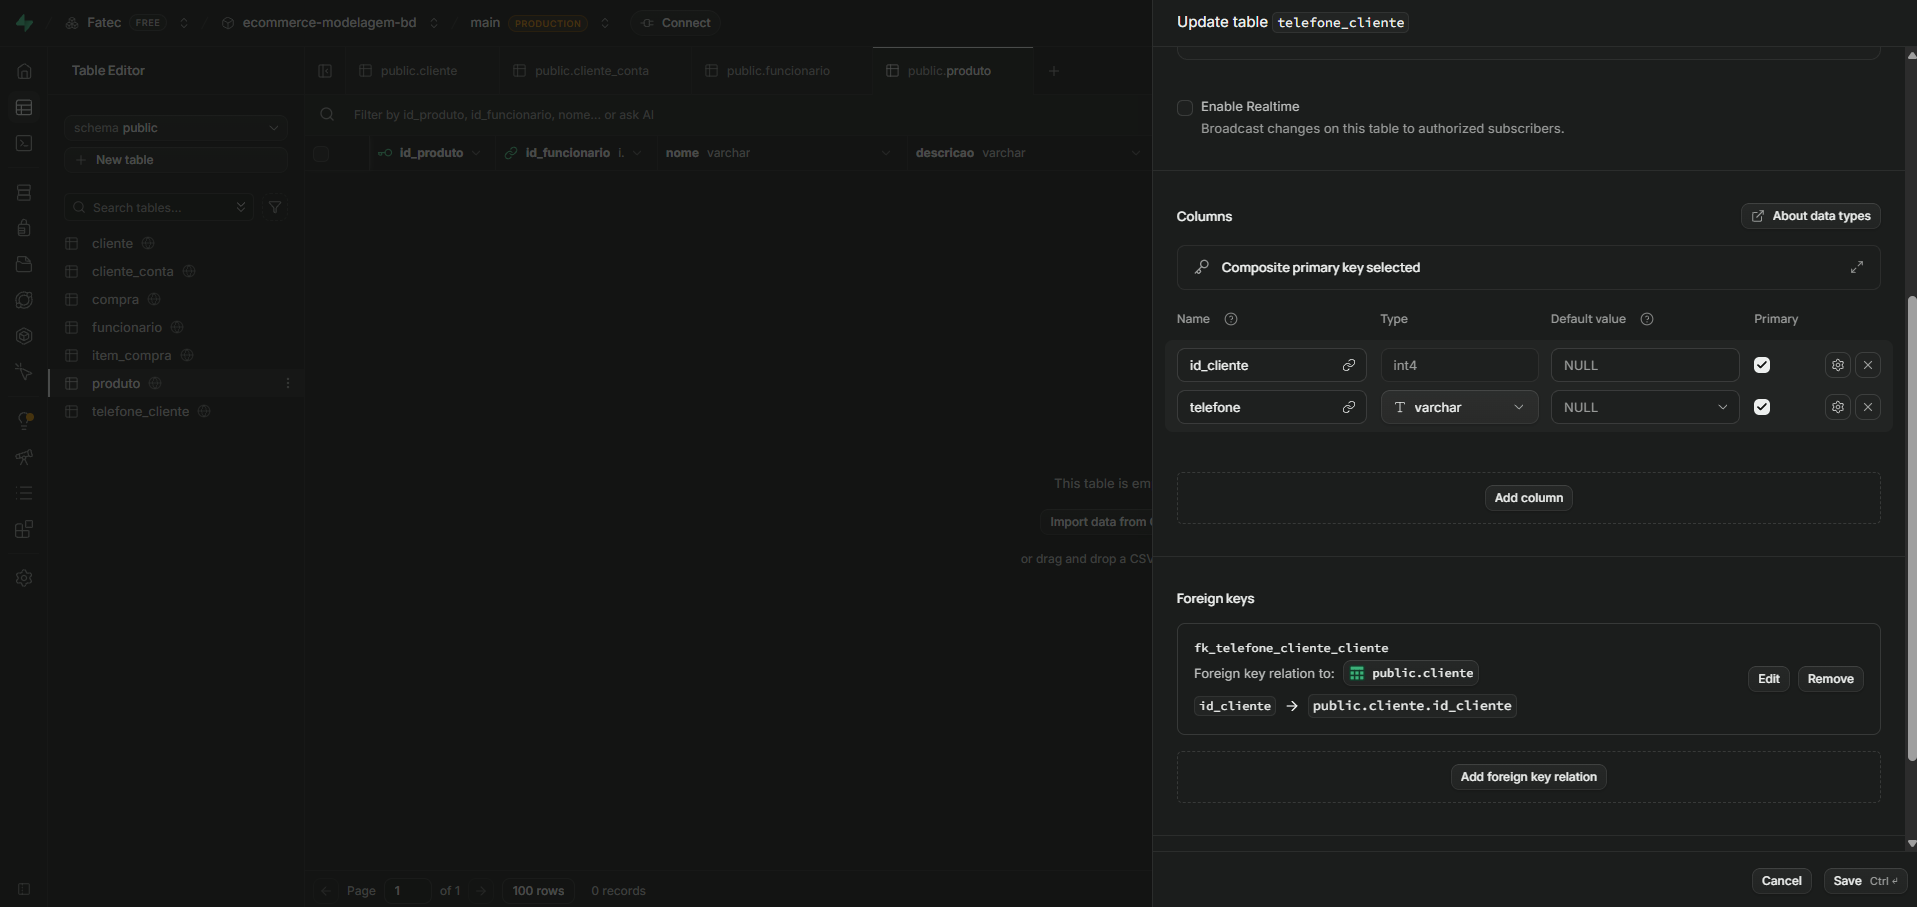 Fatec FREE
ecommerce-modelagem-bd
main PRODUCTION
Connect
Table Editor
public.cliente
public.cliente_conta
public.funcionario
public.produto
schema public
New table
Search tables...
cliente
cliente_conta
compra
funcionario
item_compra
produto
telefone_cliente
Filter by id_produto, id_funcionario, nome... or ask AI
id_produto
id_funcionario i.
nome varchar
descricao varchar
This table is em
Import data from
or drag and drop a CSV
Page 1 of 1
100 rows
0 records
Update table telefone_cliente
Enable Realtime
Broadcast changes on this table to authorized subscribers.
Columns
About data types
Composite primary key selected
Name Type Default value Primary
id_cliente int4 NULL
telefone T varchar NULL
Add column
Foreign keys
fk_telefone_cliente_cliente
Foreign key relation to: public.cliente
Edit Remove
id_cliente → public.cliente.id_cliente
Add foreign key relation
Cancel
Save Ctrl ↵